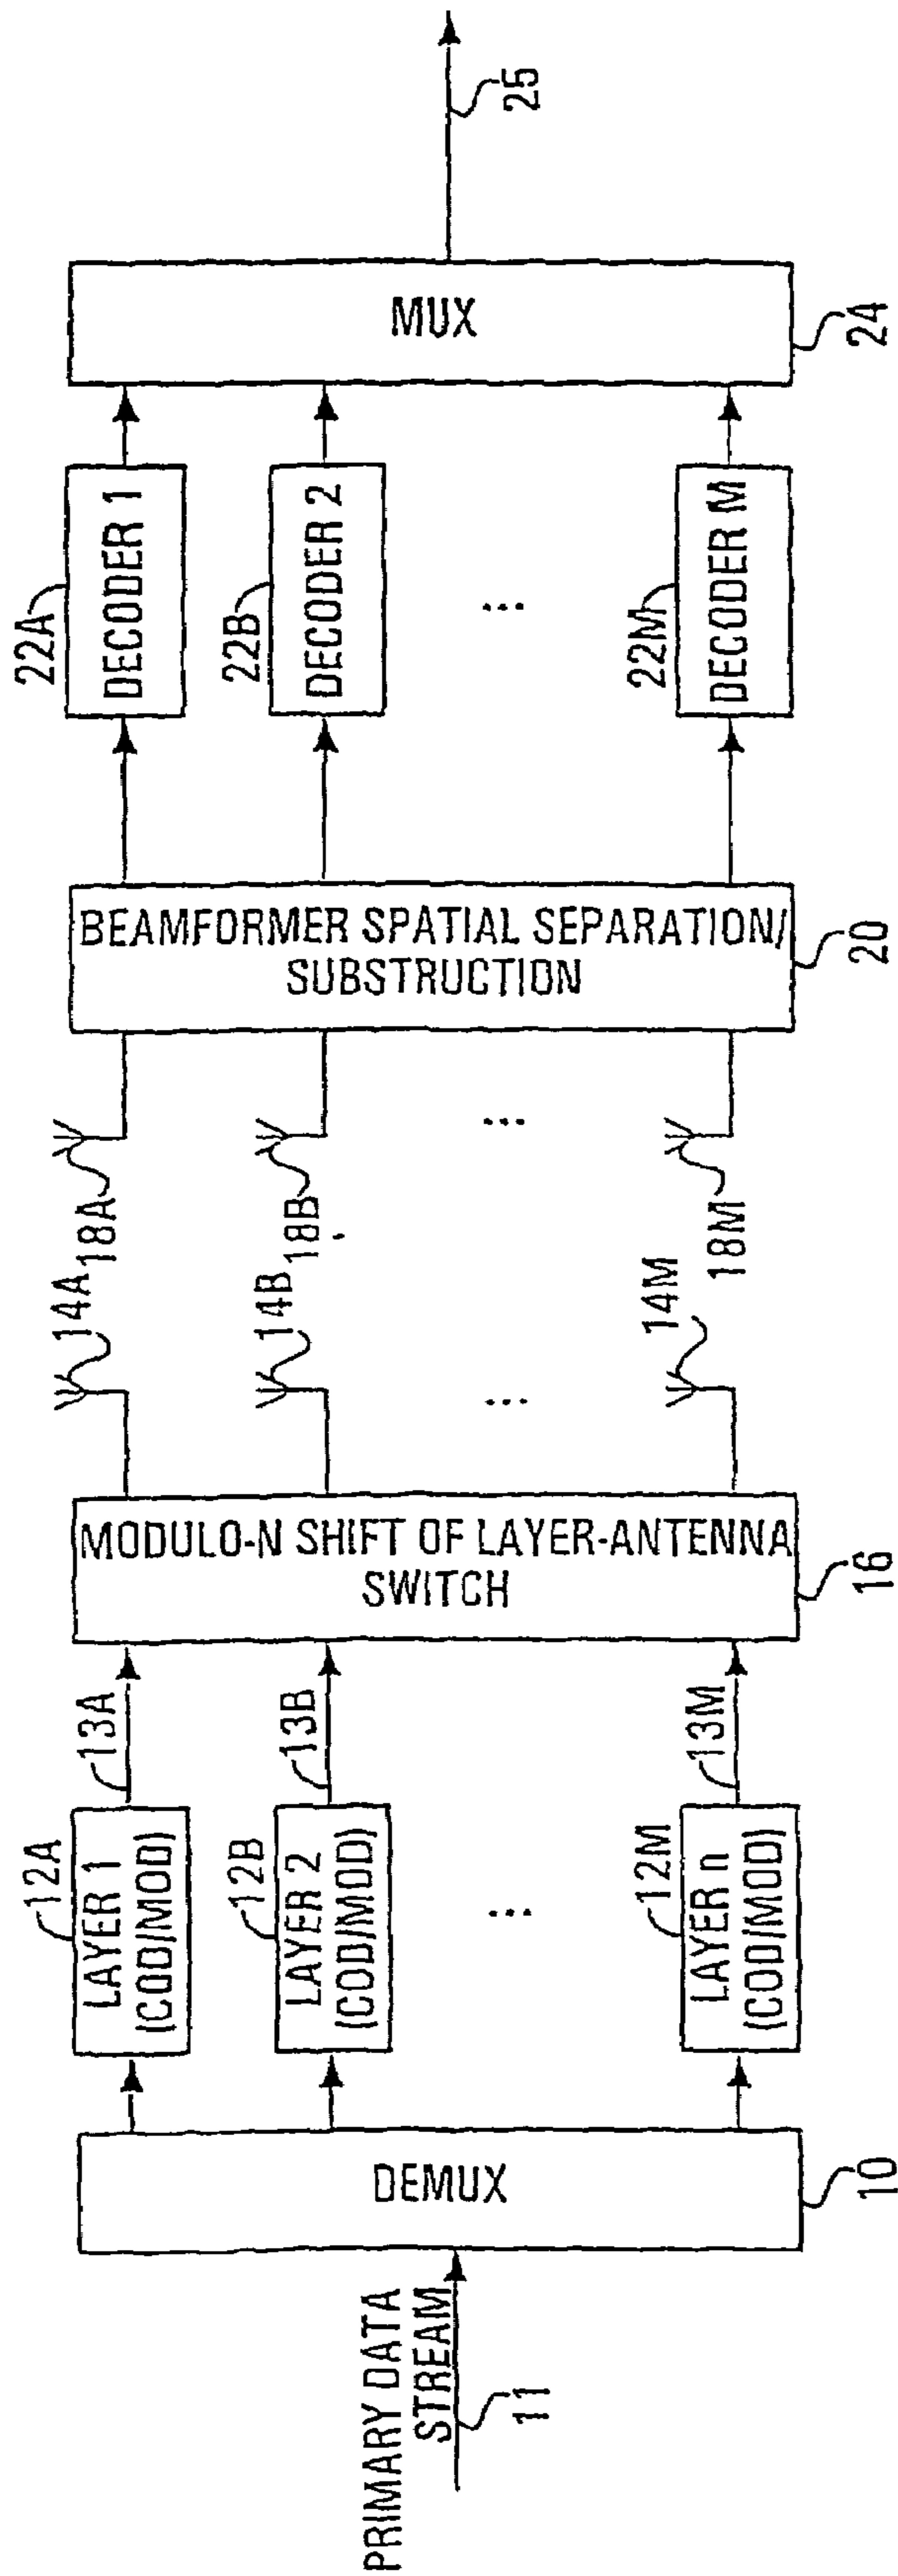 PRIMARY DATA
STREAM
11
DEMUX
10
12A
LAYER 1
(COD/MOD)
13A
12B
LAYER 2
(COD/MOD)
13B
...
12M
LAYER n
(COD/MOD)
13M
MODULO-N SHIFT OF LAYER-ANTENNA
SWITCH
16
14A
14B
...
14M
18A
18B
...
18M
BEAMFORMER SPATIAL SEPARATION/
SUBSTRUCTION
20
22A
DECODER 1
22B
DECODER 2
...
22M
DECODER M
MUX
24
25